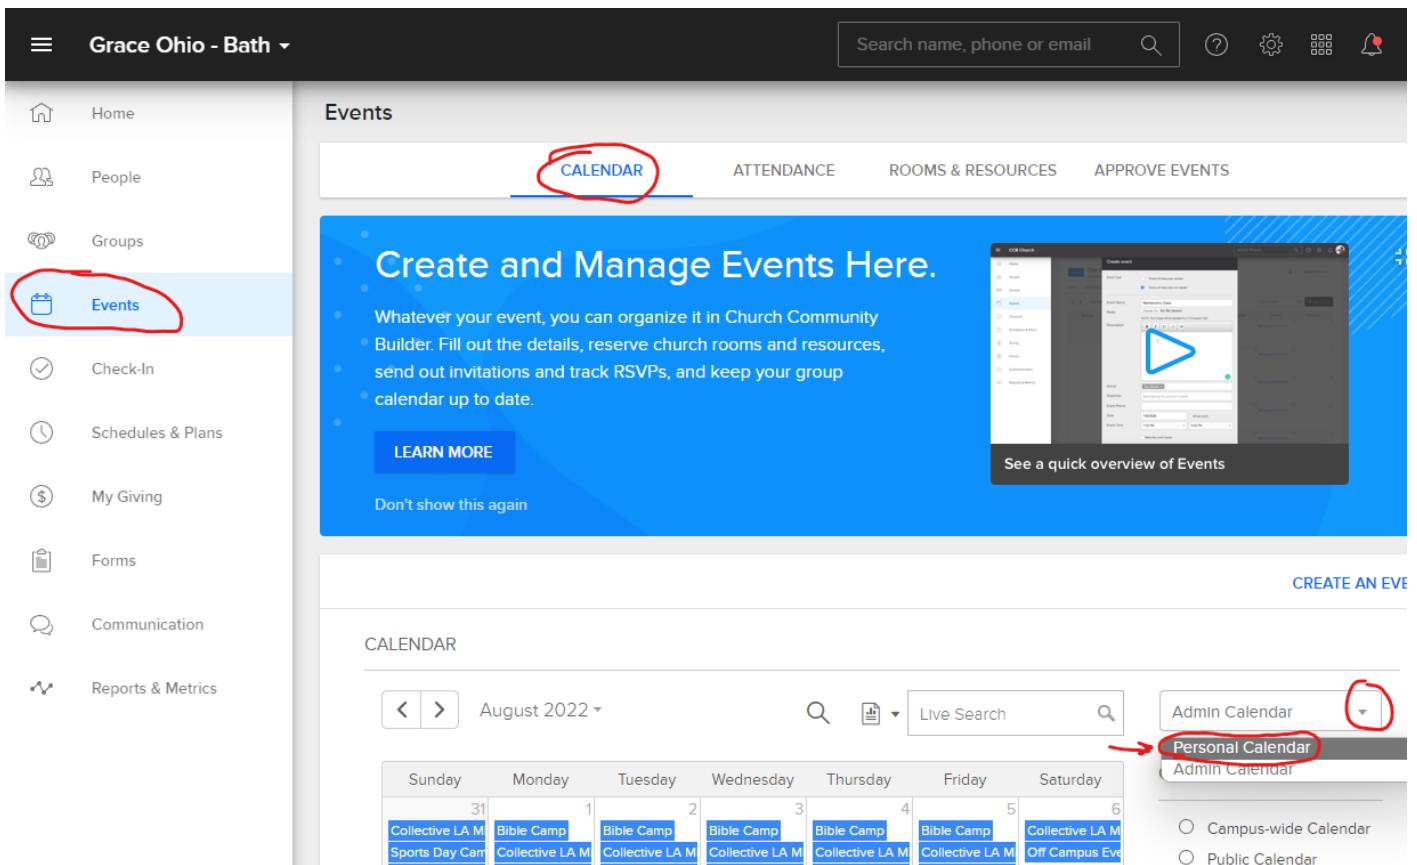 Grace Ohio - Bath
Search name, phone or email
Home
People
Groups
Events
Check-In
Schedules & Plans
My Giving
Forms
Communication
Reports & Metrics
Events
CALENDAR ATTENDANCE ROOMS & RESOURCES APPROVE EVENTS
Create and Manage Events Here.
Whatever your event, you can organize it in Church Community
Builder. Fill out the details, reserve church rooms and resources,
send out invitations and track RSVPs, and keep your group
calendar up to date.
LEARN MORE
Don't show this again
See a quick overview of Events
CREATE AN EVE
CALENDAR
August 2022
Live Search
Admin Calendar
Personal Calendar
Admin Calendar
Sunday Monday Tuesday Wednesday Thursday Friday Saturday
31 1 2 3 4 5 6
Collective LA M Bible Camp Bible Camp Bible Camp Bible Camp Bible Camp Collective LA M
Sports Day Cam Collective LA M Collective LA M Collective LA M Collective LA M Collective LA M Off Campus Eve
Campus-wide Calendar
Public Calendar